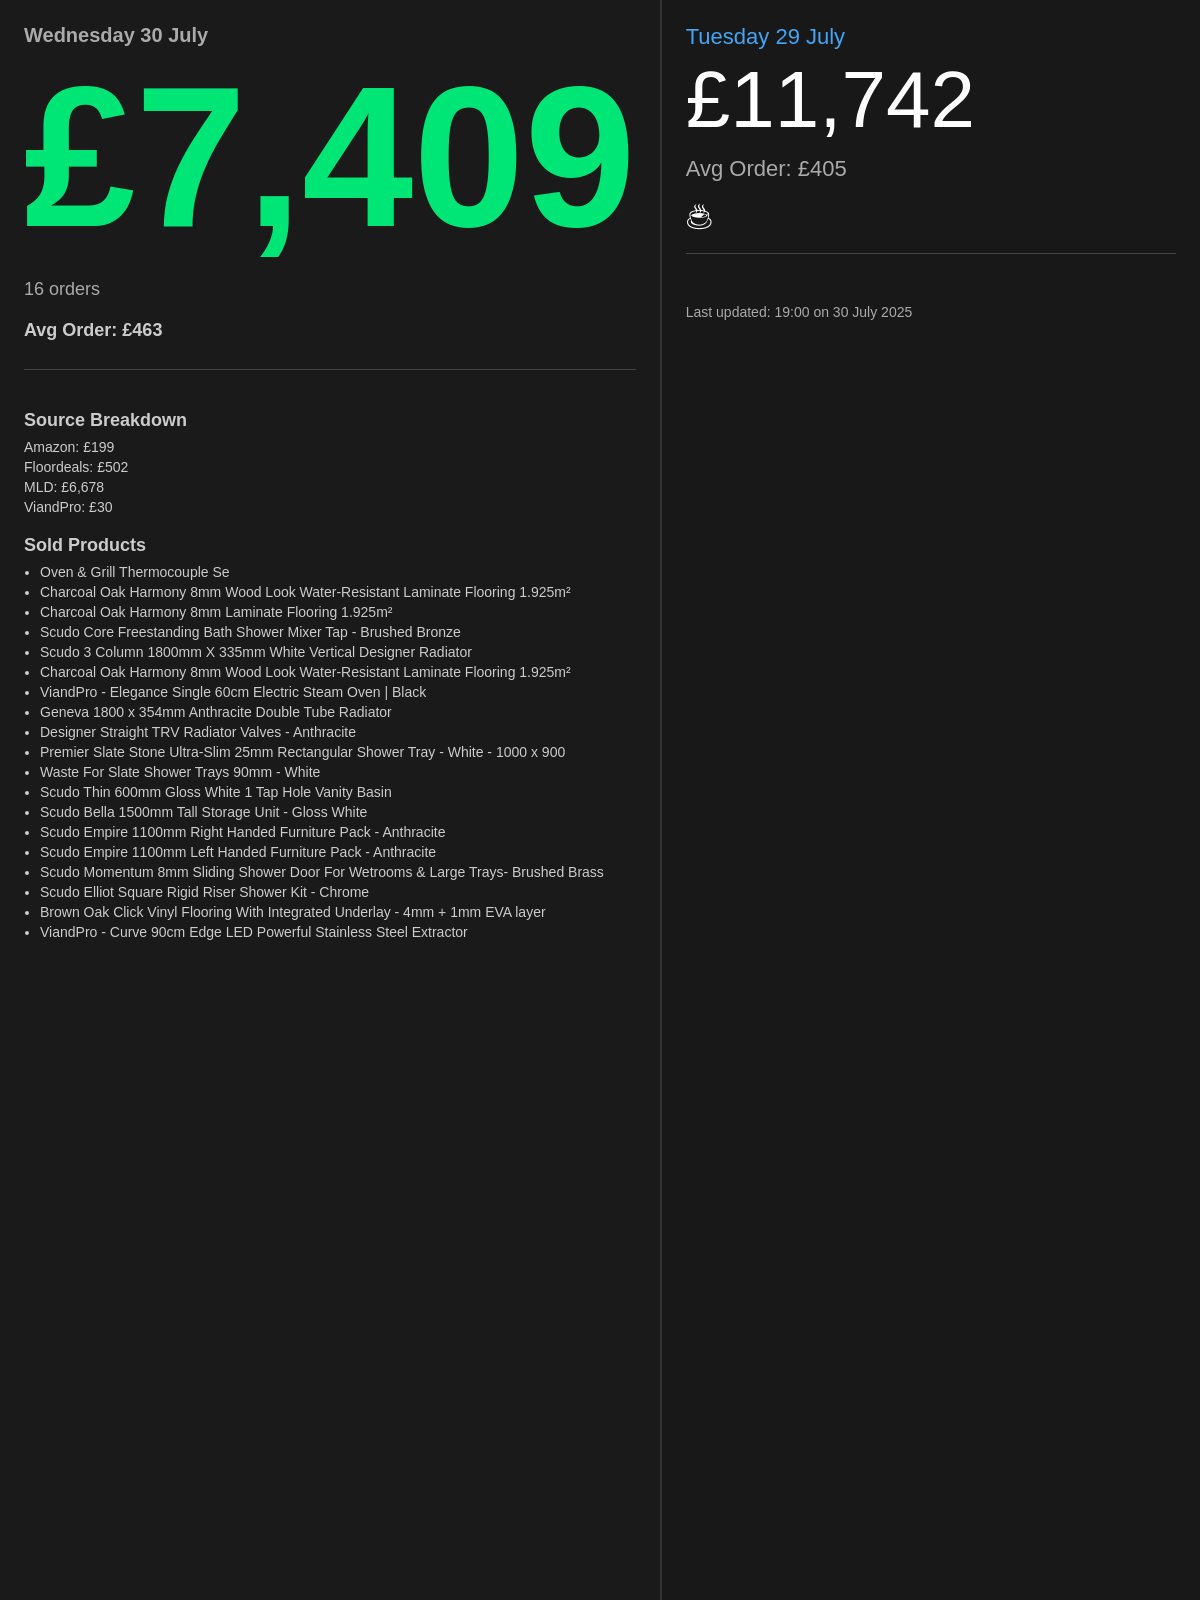 Wednesday 30 July
£7,409
16 orders
Avg Order: £463
Source Breakdown
Amazon: £199
Floordeals: £502
MLD: £6,678
ViandPro: £30
Sold Products
• Oven & Grill Thermocouple Se
• Charcoal Oak Harmony 8mm Wood Look Water-Resistant Laminate Flooring 1.925m²
• Charcoal Oak Harmony 8mm Laminate Flooring 1.925m²
• Scudo Core Freestanding Bath Shower Mixer Tap - Brushed Bronze
• Scudo 3 Column 1800mm X 335mm White Vertical Designer Radiator
• Charcoal Oak Harmony 8mm Wood Look Water-Resistant Laminate Flooring 1.925m²
• ViandPro - Elegance Single 60cm Electric Steam Oven | Black
• Geneva 1800 x 354mm Anthracite Double Tube Radiator
• Designer Straight TRV Radiator Valves - Anthracite
• Premier Slate Stone Ultra-Slim 25mm Rectangular Shower Tray - White - 1000 x 900
• Waste For Slate Shower Trays 90mm - White
• Scudo Thin 600mm Gloss White 1 Tap Hole Vanity Basin
• Scudo Bella 1500mm Tall Storage Unit - Gloss White
• Scudo Empire 1100mm Right Handed Furniture Pack - Anthracite
• Scudo Empire 1100mm Left Handed Furniture Pack - Anthracite
• Scudo Momentum 8mm Sliding Shower Door For Wetrooms & Large Trays- Brushed Brass
• Scudo Elliot Square Rigid Riser Shower Kit - Chrome
• Brown Oak Click Vinyl Flooring With Integrated Underlay - 4mm + 1mm EVA layer
• ViandPro - Curve 90cm Edge LED Powerful Stainless Steel Extractor
Tuesday 29 July
£11,742
Avg Order: £405
☕
Last updated: 19:00 on 30 July 2025